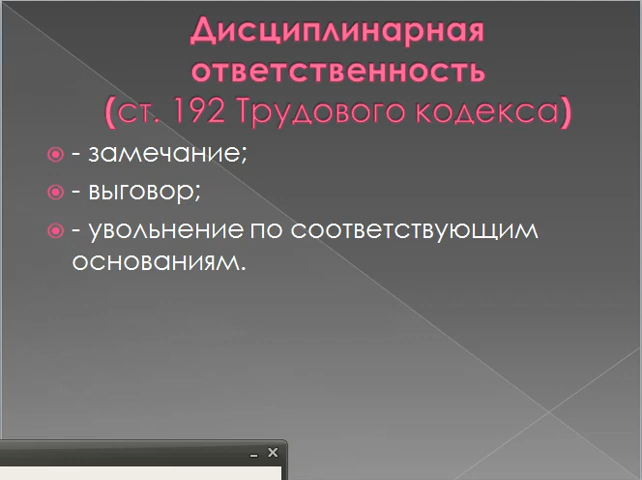 Дисциплинарная
ответственность
(ст. 192 Трудового кодекса)
- замечание;
- выговор;
- увольнение по соответствующим
основаниям.